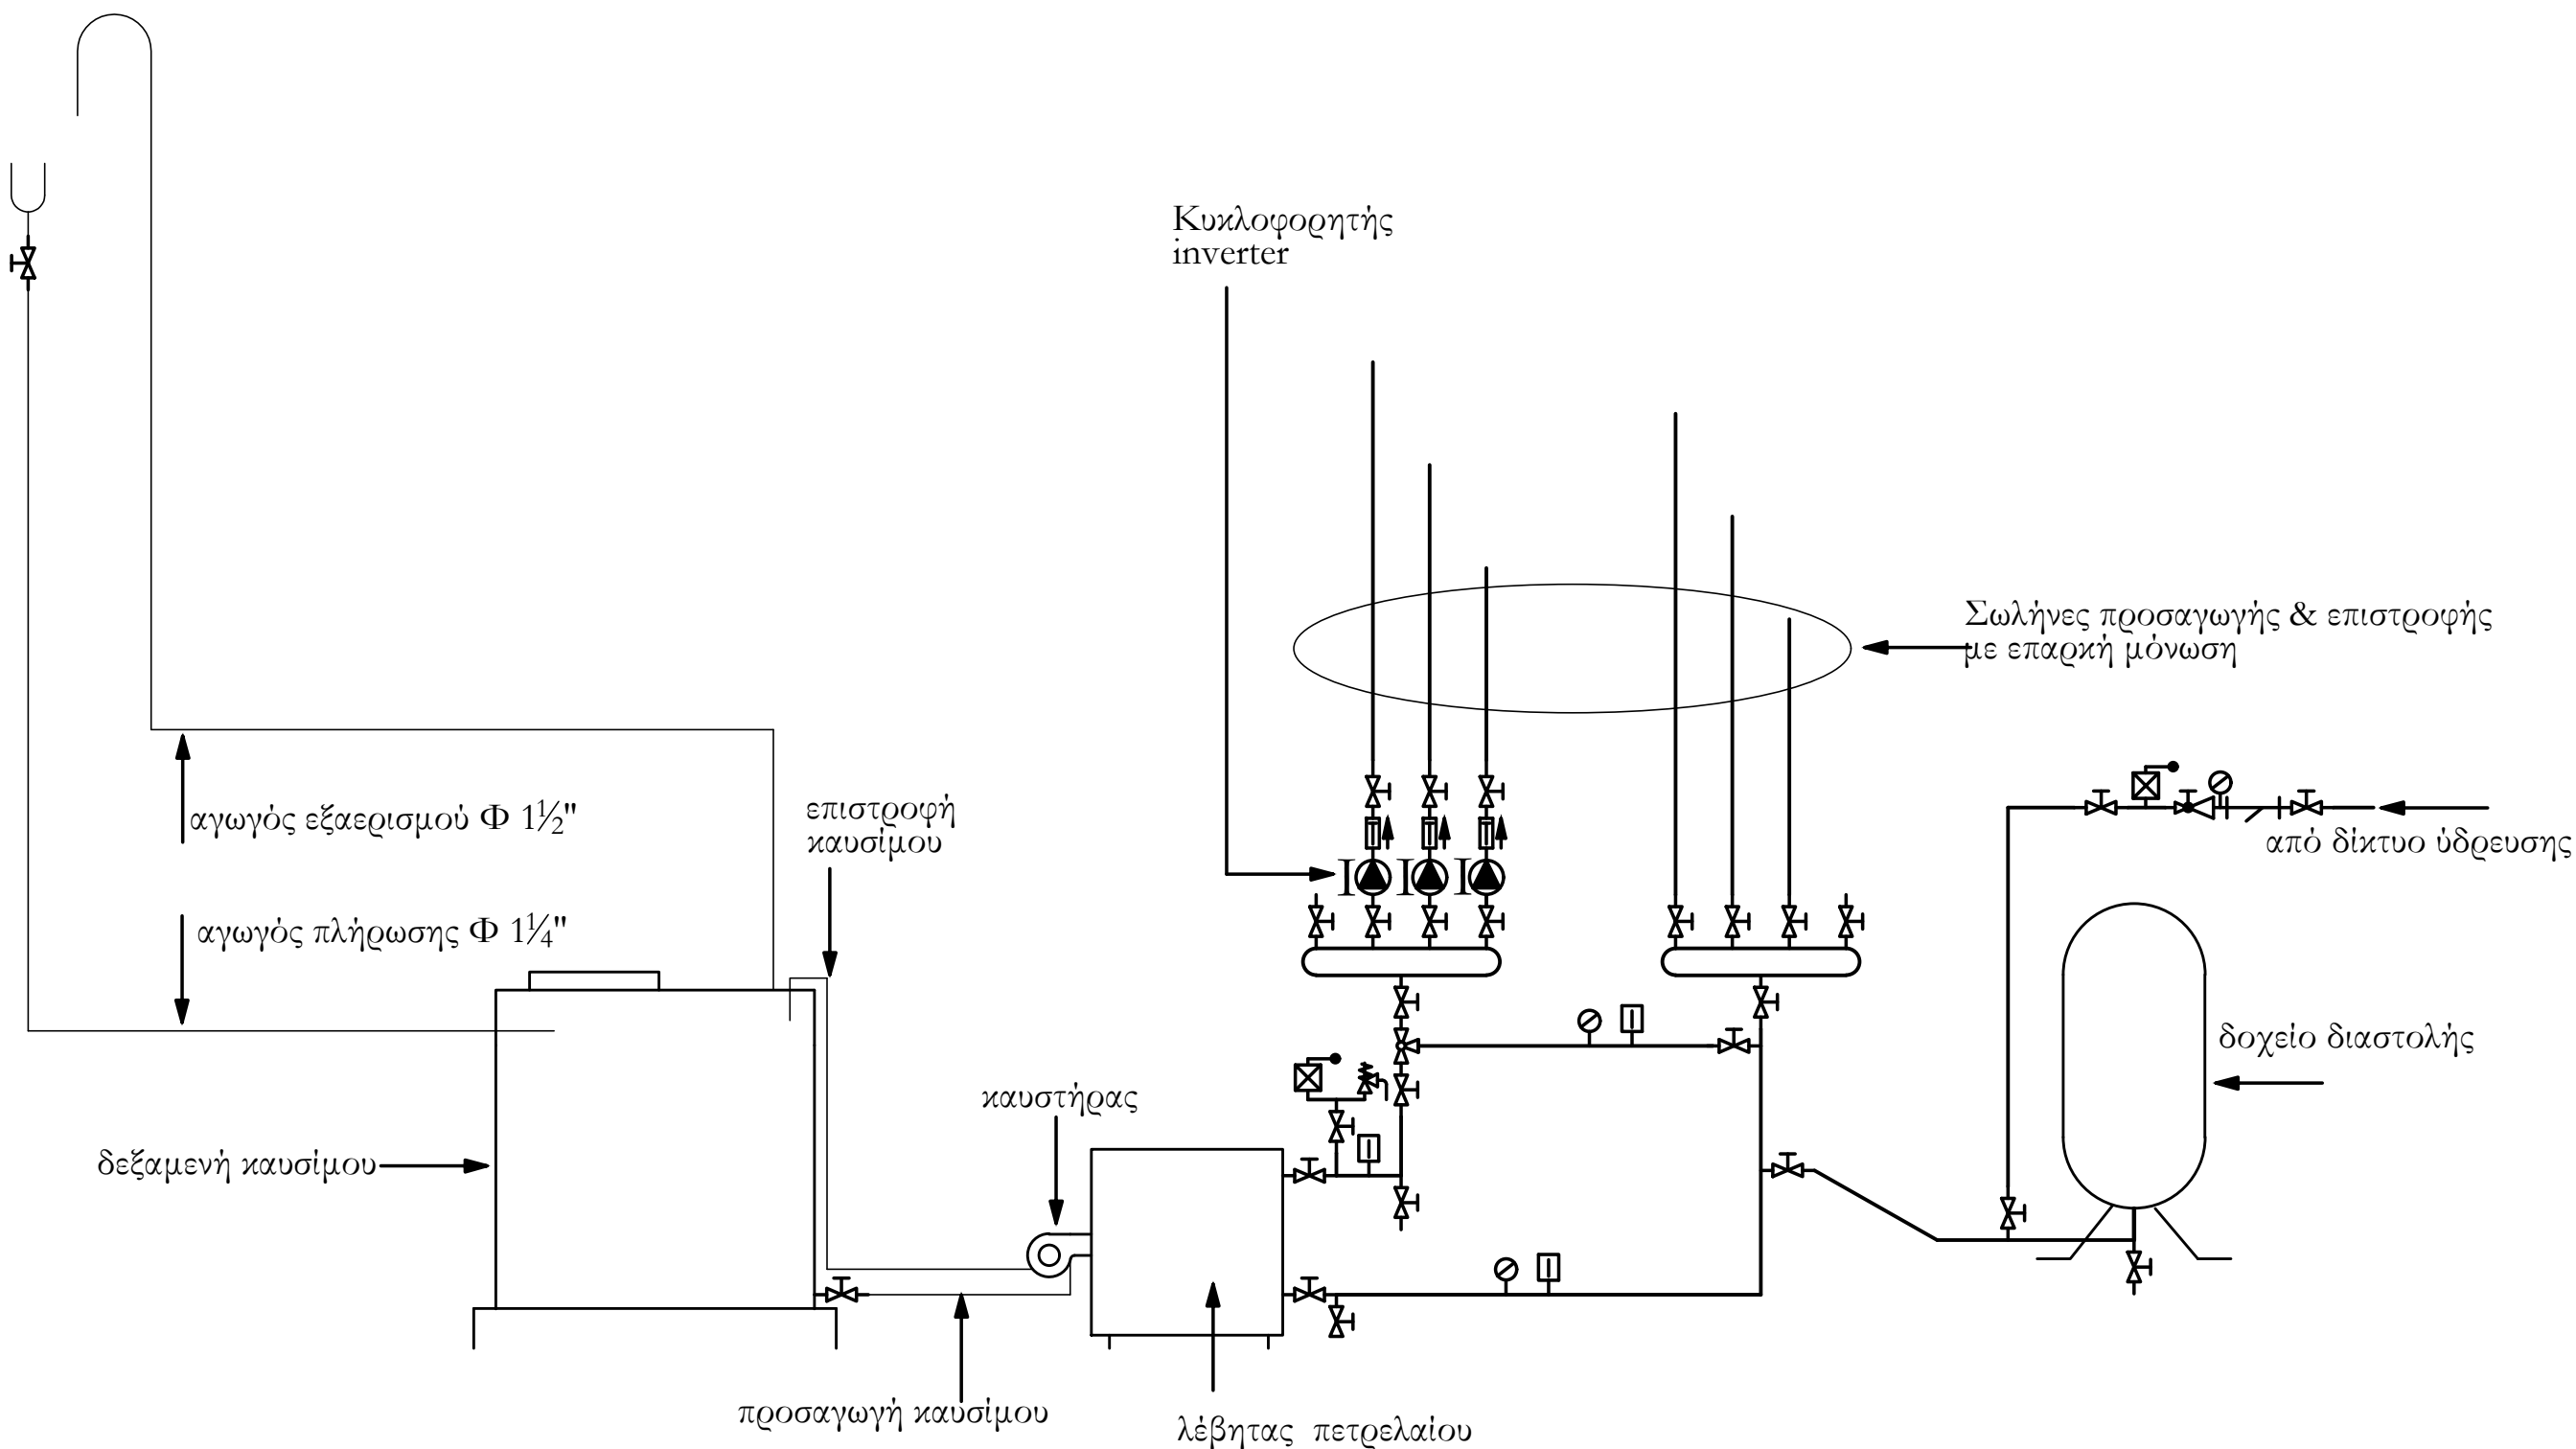 Κυκλοφορητής
inverter
Σωλήνες προσαγωγής & επιστροφής
με επαρκή μόνωση
αγωγός εξαερισμού Φ 1½"
επιστροφή
καυσίμου
από δίκτυο ύδρευσης
αγωγός πλήρωσης Φ 1¼"
I I I
δοχείο διαστολής
καυστήρας
δεξαμενή καυσίμου
προσαγωγή καυσίμου
λέβητας πετρελαίου